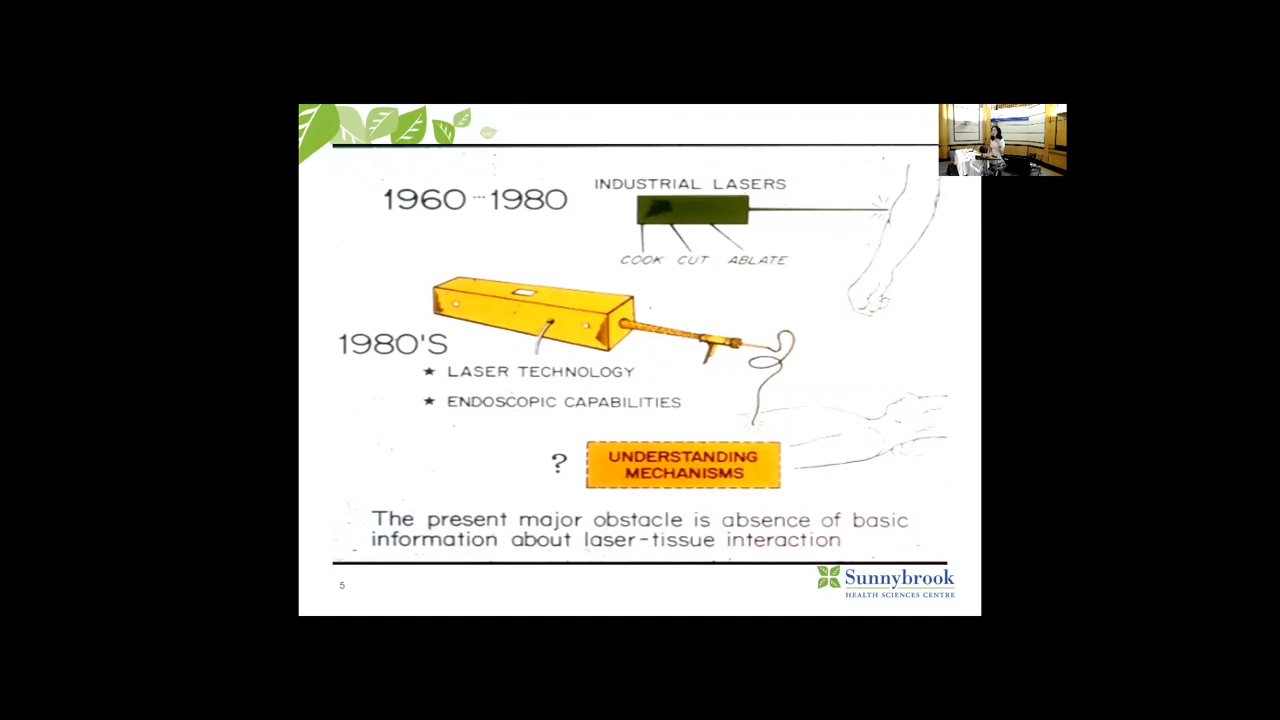 INDUSTRIAL LASERS
1960---1980
COOK CUT ABLATE
1980'S
★ LASER TECHNOLOGY
★ ENDOSCOPIC CAPABILITIES
? UNDERSTANDING
MECHANISMS
The present major obstacle is absence of basic
information about laser-tissue interaction
5
Sunnybrook
HEALTH SCIENCES CENTRE